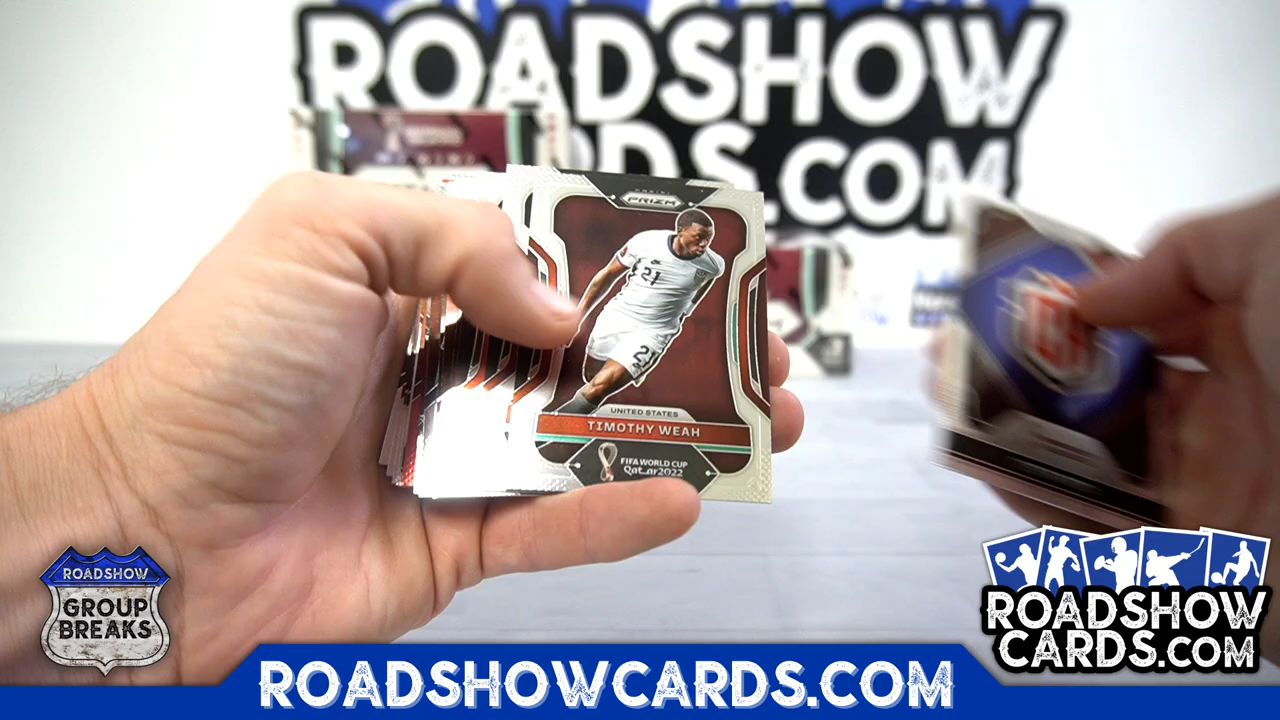 ROADSHOW
CARDS.COM
PANINI
PRIZM
21
21
UNITED STATES
TIMOTHY WEAH
FIFA WORLD CUP
Qatar2022
ROADSHOW
GROUP
BREAKS
ROADSHOW
CARDS.COM
ROADSHOWCARDS.COM